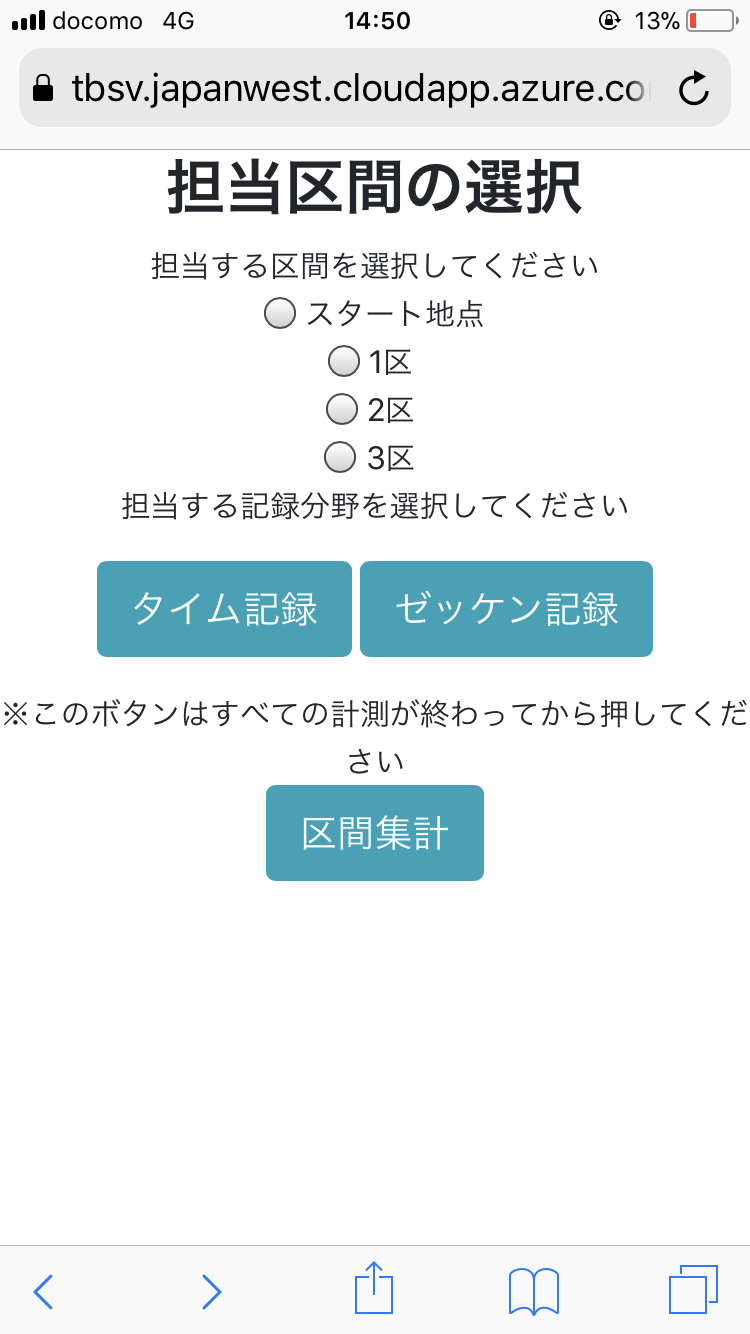 docomo 4G 14:50 13%
tbsv.japanwest.cloudapp.azure.co
担当区間の選択
担当する区間を選択してください
スタート地点
1区
2区
3区
担当する記録分野を選択してください
タイム記録 ゼッケン記録
※このボタンはすべての計測が終わってから押してくだ
さい
区間集計